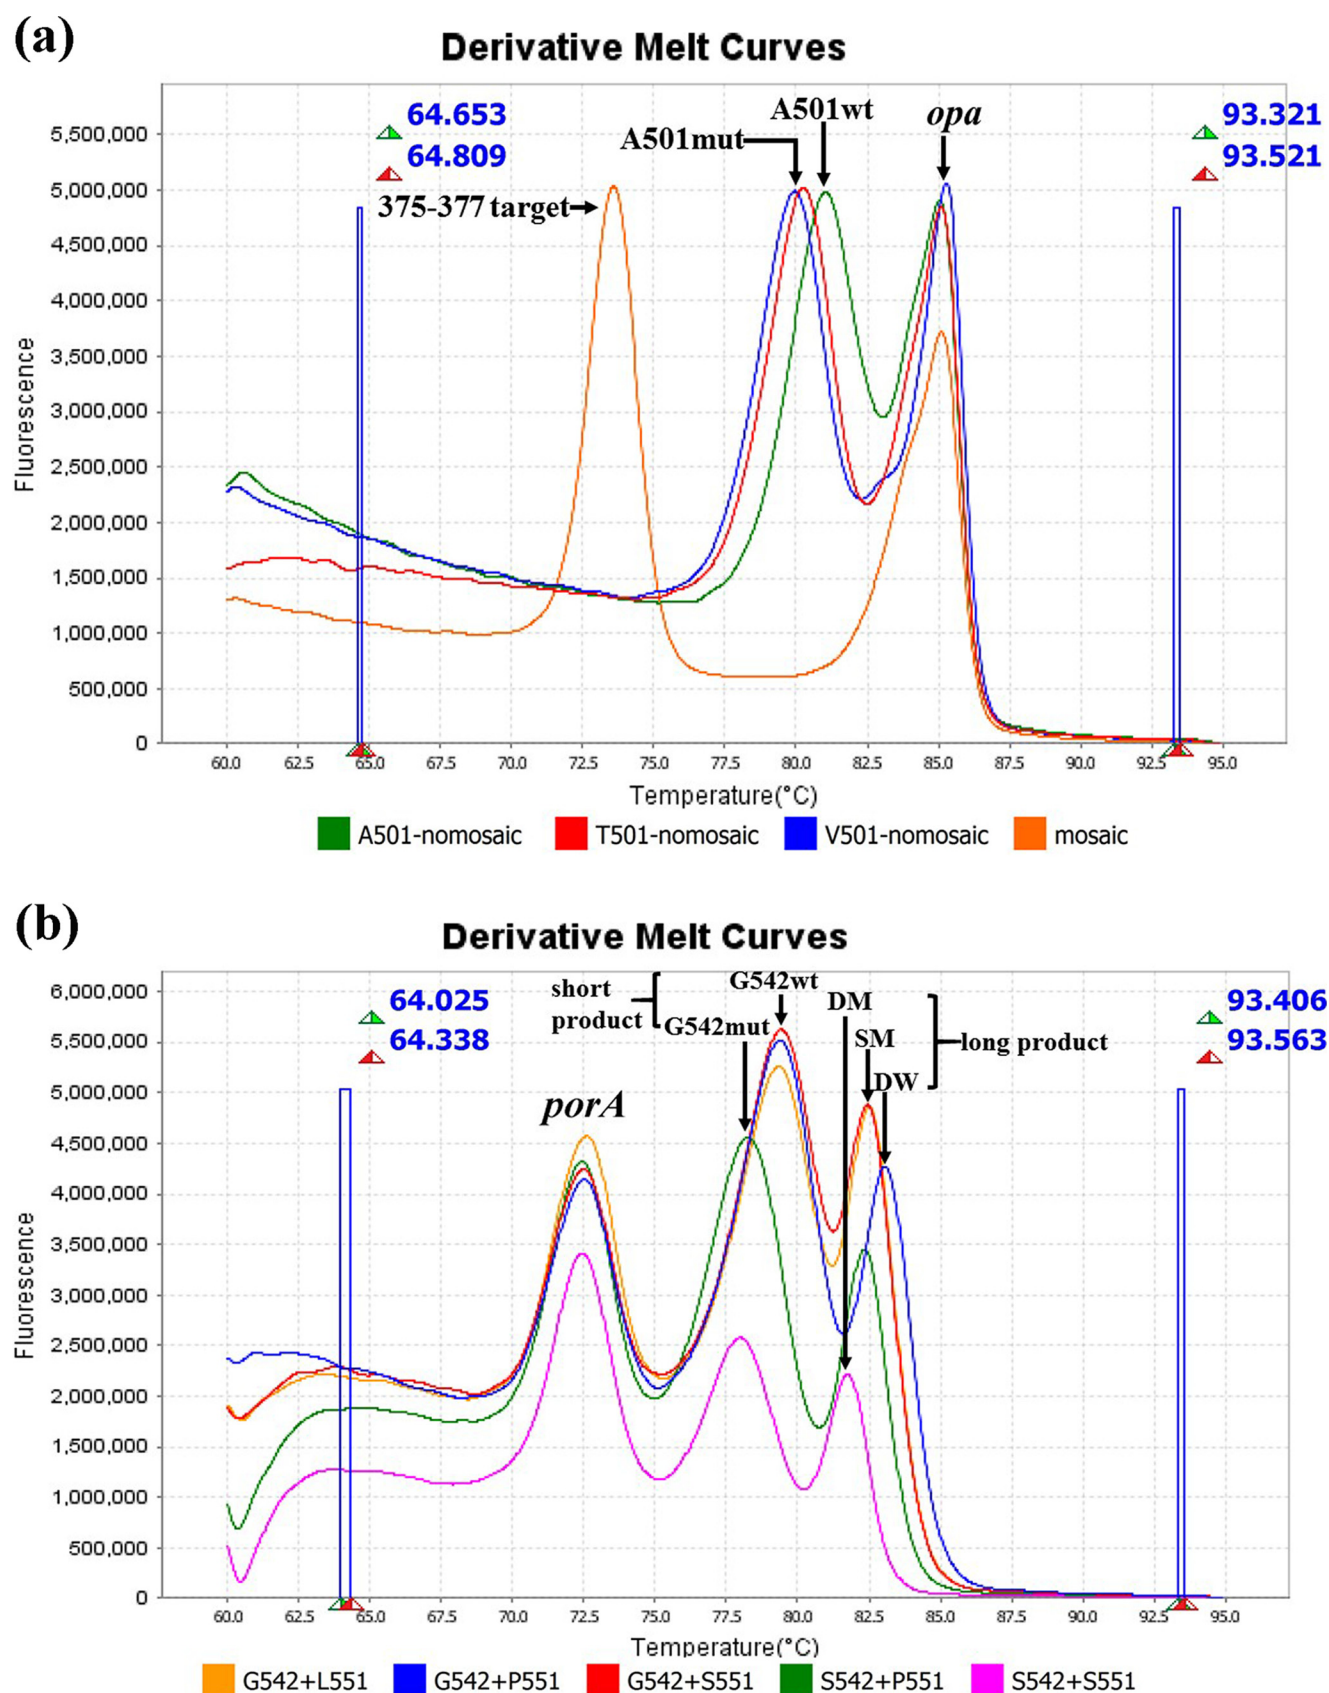 (a)
Derivative Melt Curves
64.653
64.809
93.321
93.521
A501wt
opa
A501mut
375-377 target
5,500,000
5,000,000
4,500,000
4,000,000
3,500,000
3,000,000
2,500,000
2,000,000
1,500,000
1,000,000
500,000
0
Fluorescence
60.0 62.5 65.0 67.5 70.0 72.5 75.0 77.5 80.0 82.5 85.0 87.5 90.0 92.5 95.0
Temperature(°C)
A501-nomosaic T501-nomosaic V501-nomosaic mosaic
(b)
Derivative Melt Curves
64.025
64.338
93.406
93.563
short
product
G542wt
G542mut
DM
SM
DW
long product
porA
6,000,000
5,500,000
5,000,000
4,500,000
4,000,000
3,500,000
3,000,000
2,500,000
2,000,000
1,500,000
1,000,000
500,000
0
Fluorescence
60.0 62.5 65.0 67.5 70.0 72.5 75.0 77.5 80.0 82.5 85.0 87.5 90.0 92.5 95.0
Temperature(°C)
G542+L551 G542+P551 G542+S551 S542+P551 S542+S551